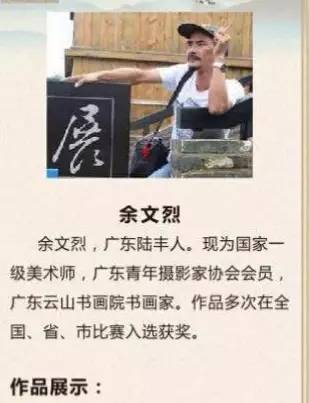 展
余文烈
余文烈，广东陆丰人。现为国家一
级美术师，广东青年摄影家协会会员，
广东云山书画院书画家。作品多次在全
国、省、市比赛入选获奖。
作品展示：